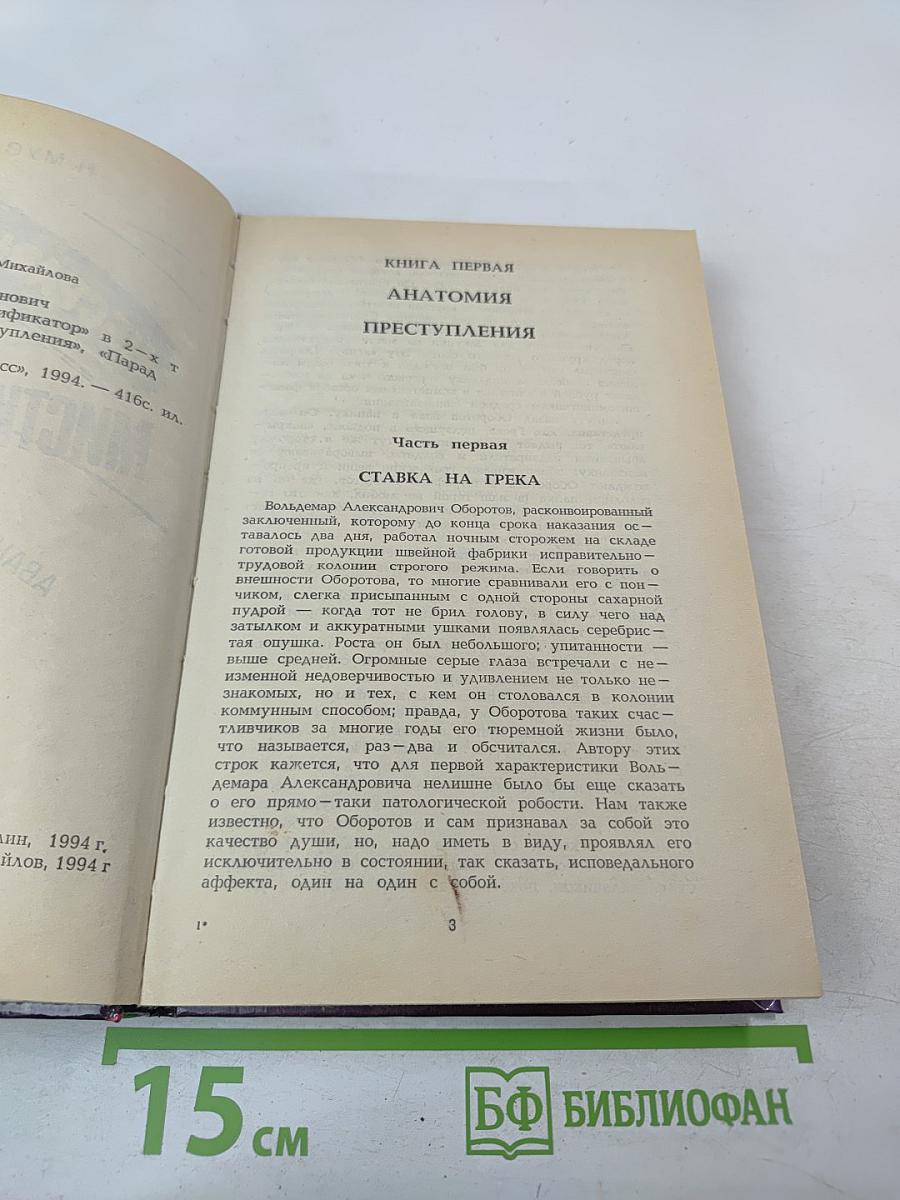 Михайлова
нович
ификатор» в 2—х т
тупления», «Парад
сс», 1994. — 416с. ил.
МИСТИ
лин, 1994 г.
йлов, 1994 г
КНИГА ПЕРВАЯ
АНАТОМИЯ
ПРЕСТУПЛЕНИЯ
Часть первая
СТАВКА НА ГРЕКА
Вольдемар Александрович Оборотов, расконвоированный
заключенный, которому до конца срока наказания ос—
тавалось два дня, работал ночным сторожем на складе
готовой продукции швейной фабрики исправительно—
трудовой колонии строгого режима. Если говорить о
внешности Оборотова, то многие сравнивали его с пон—
чиком, слегка присыпанным с одной стороны сахарной
пудрой — когда тот не брил голову, в силу чего над
затылком и аккуратными ушками появлялась серебрис—
тая опушка. Роста он был небольшого; упитанности —
выше средней. Огромные серые глаза встречали с не—
изменной недоверчивостью и удивлением не только не—
знакомых, но и тех, с кем он столовался в колонии
коммунным способом; правда, у Оборотова таких счас—
тливчиков за многие годы его тюремной жизни было,
что называется, раз—два и обсчитался. Автору этих
строк кажется, что для первой характеристики Воль—
демара Александровича нелишне было бы еще сказать
о его прямо—таки патологической робости. Нам также
известно, что Оборотов и сам признавал за собой это
качество души, но, надо иметь в виду, проявлял его
исключительно в состоянии, так сказать, исповедального
аффекта, один на один с собой.
1*
3
15 см
БФ БИБЛИОФАН